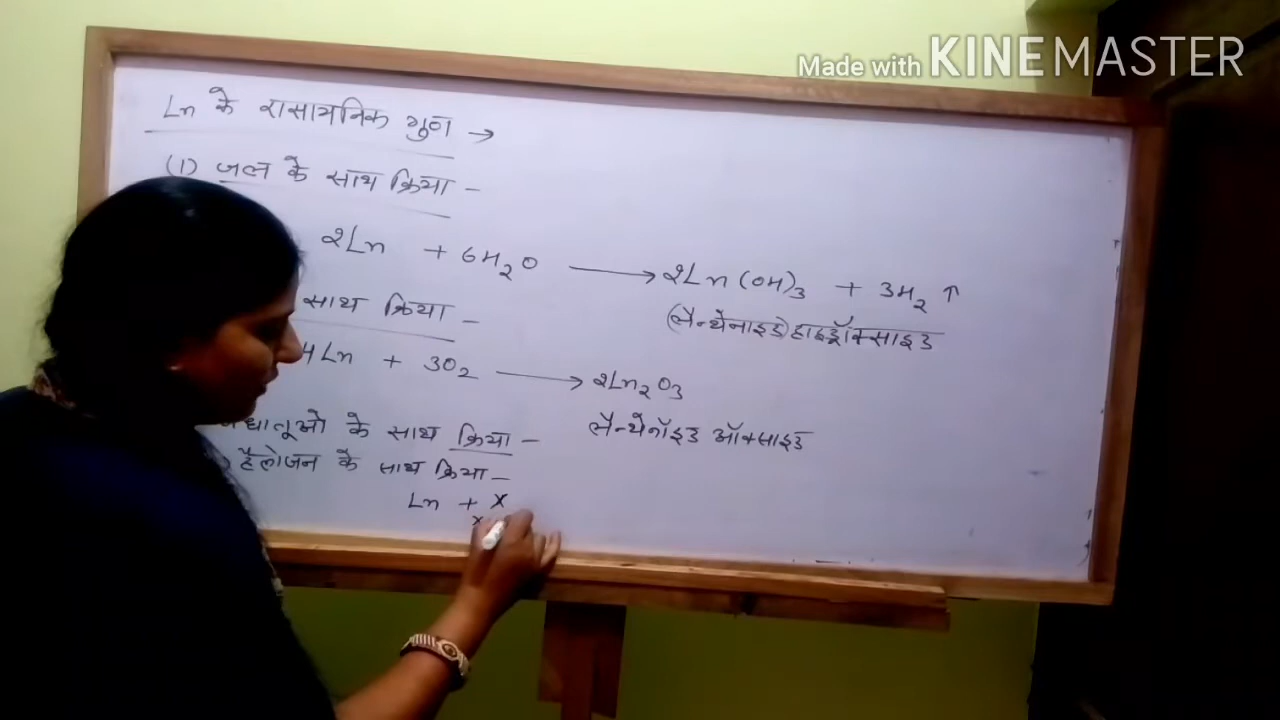 Made with KINEMASTER
Ln के रासायनिक गुण →
(1) जल के साथ क्रिया -
2Ln + 6H₂O → 2Ln(OH)₃ + 3H₂ ↑
(लैन्थेनाइड) हाइड्रॉक्साइड
साथ क्रिया -
4Ln + 3O₂ → 2Ln₂O₃
लैन्थेनॉइड ऑक्साइड
धातूओ के साथ क्रिया -
हैलोजन के साथ क्रिया -
Ln + X
X